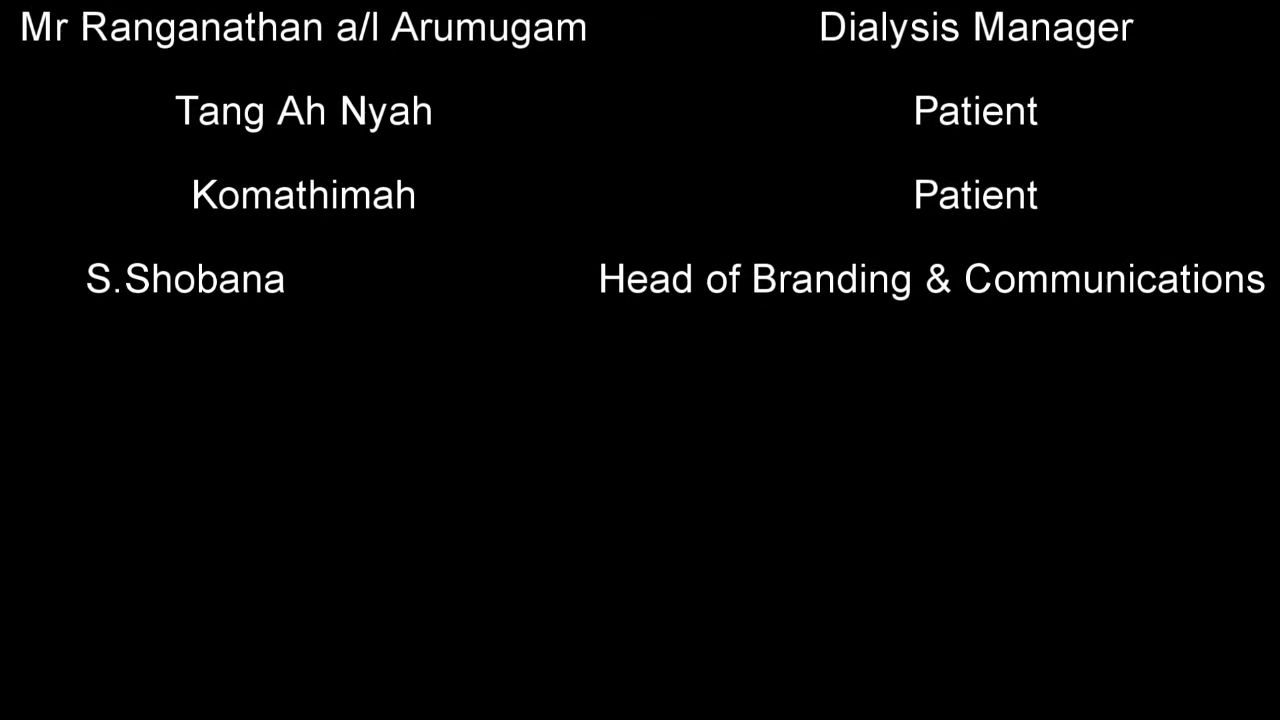 Mr Ranganathan a/l Arumugam Dialysis Manager
Tang Ah Nyah Patient
Komathimah Patient
S.Shobana Head of Branding & Communications